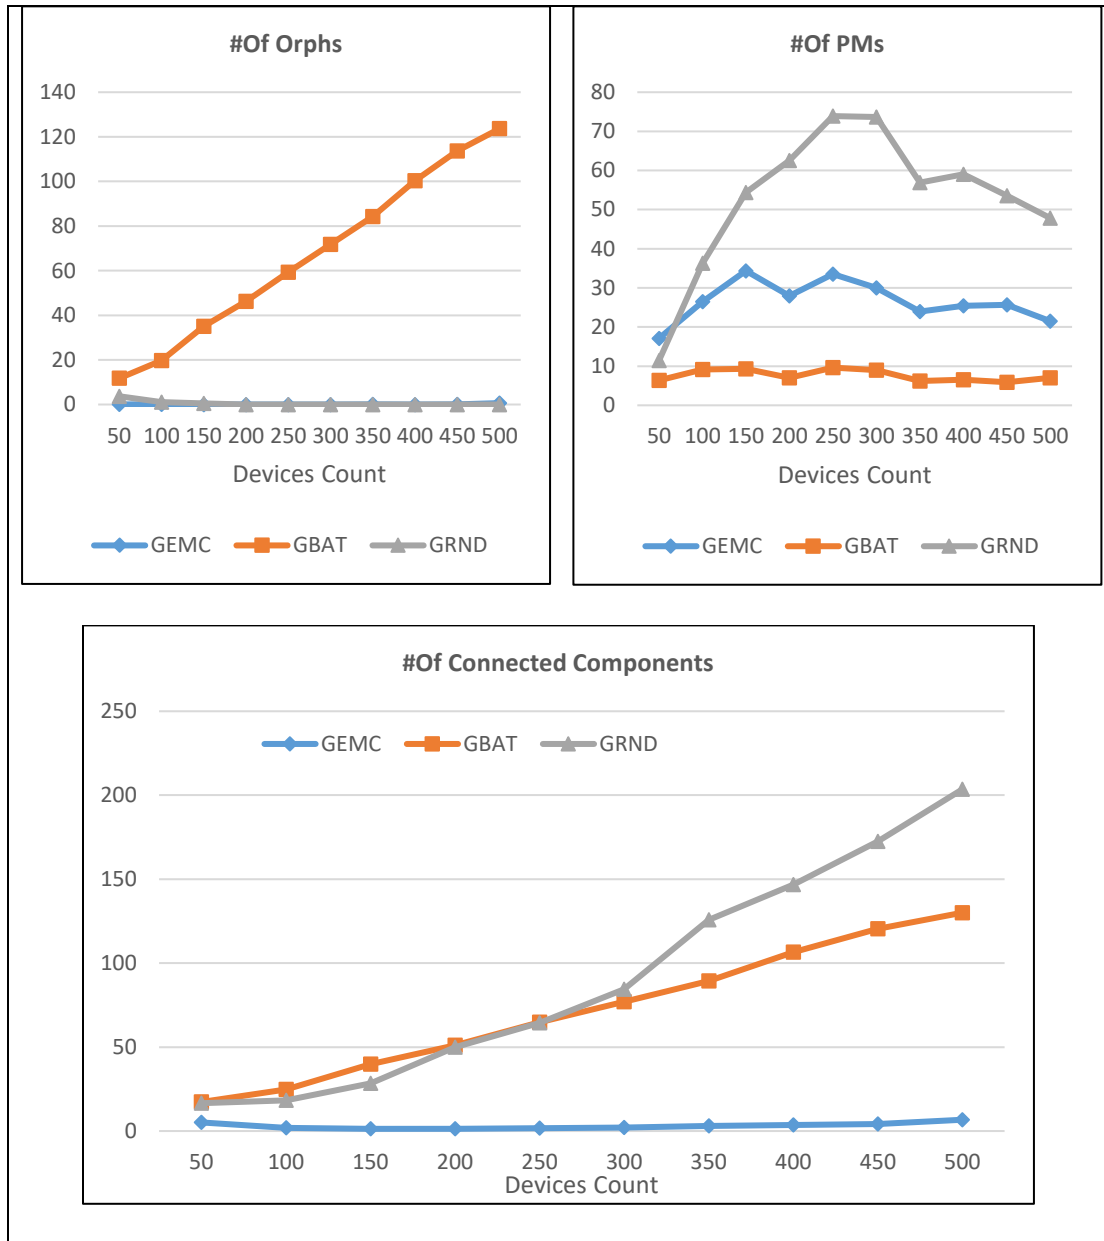 #Of Orphs
140
120
100
80
60
40
20
0
50 100 150 200 250 300 350 400 450 500
Devices Count
GEMC GBAT GRND
#Of PMs
80
70
60
50
40
30
20
10
0
50 100 150 200 250 300 350 400 450 500
Devices Count
GEMC GBAT GRND
#Of Connected Components
250
GEMC GBAT GRND
200
150
100
50
0
50 100 150 200 250 300 350 400 450 500
Devices Count